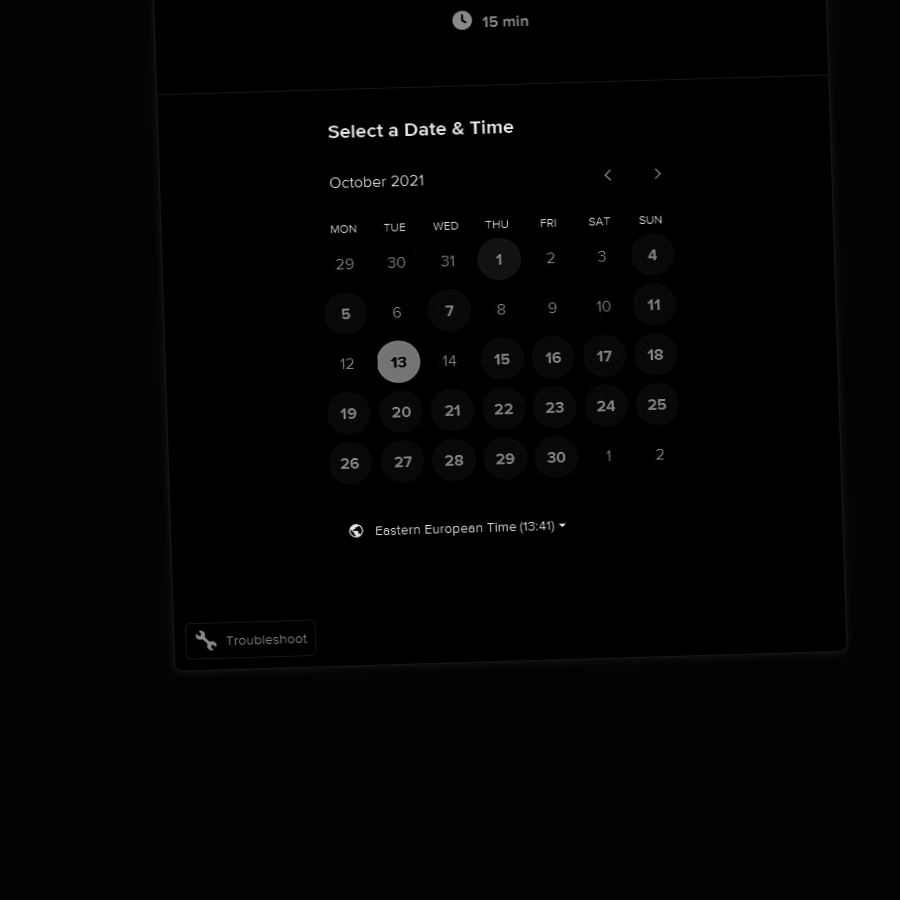 15 min
Select a Date & Time
October 2021
MON TUE WED THU FRI SAT SUN
29 30 31 1 2 3 4
5 6 7 8 9 10 11
12 13 14 15 16 17 18
19 20 21 22 23 24 25
26 27 28 29 30 1 2
Eastern European Time (13:41)
Troubleshoot